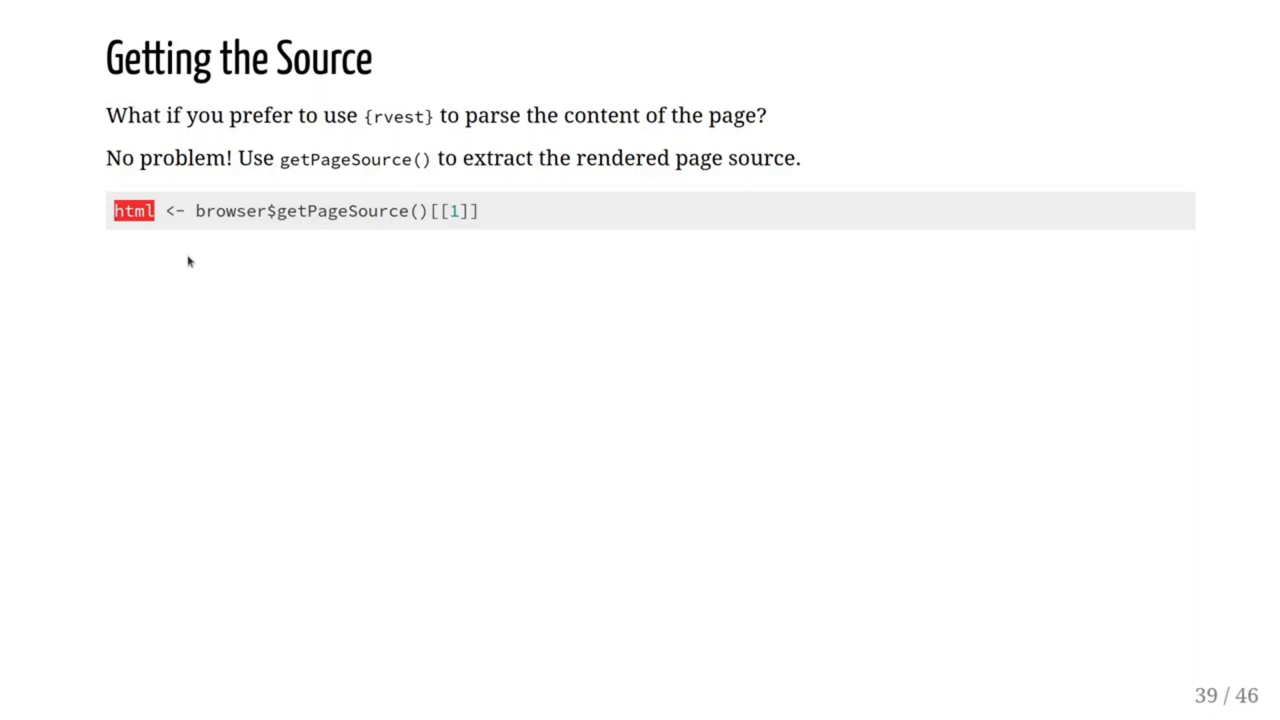 Getting the Source
What if you prefer to use {rvest} to parse the content of the page?
No problem! Use getPageSource() to extract the rendered page source.
html <- browser$getPageSource()[[1]]
39 / 46